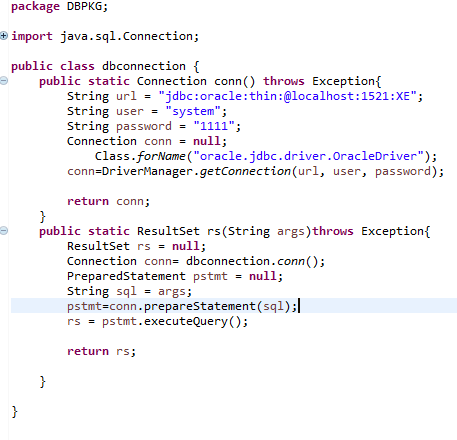 package DBPKG;
import java.sql.Connection;
public class dbconnection {
public static Connection conn() throws Exception{
String url = "jdbc:oracle:thin:@localhost:1521:XE";
String user = "system";
String password = "1111";
Connection conn = null;
Class.forName("oracle.jdbc.driver.OracleDriver");
conn=DriverManager.getConnection(url, user, password);
return conn;
}
public static ResultSet rs(String args)throws Exception{
ResultSet rs = null;
Connection conn= dbconnection.conn();
PreparedStatement pstmt = null;
String sql = args;
pstmt=conn.prepareStatement(sql);
rs = pstmt.executeQuery();
return rs;
}
}